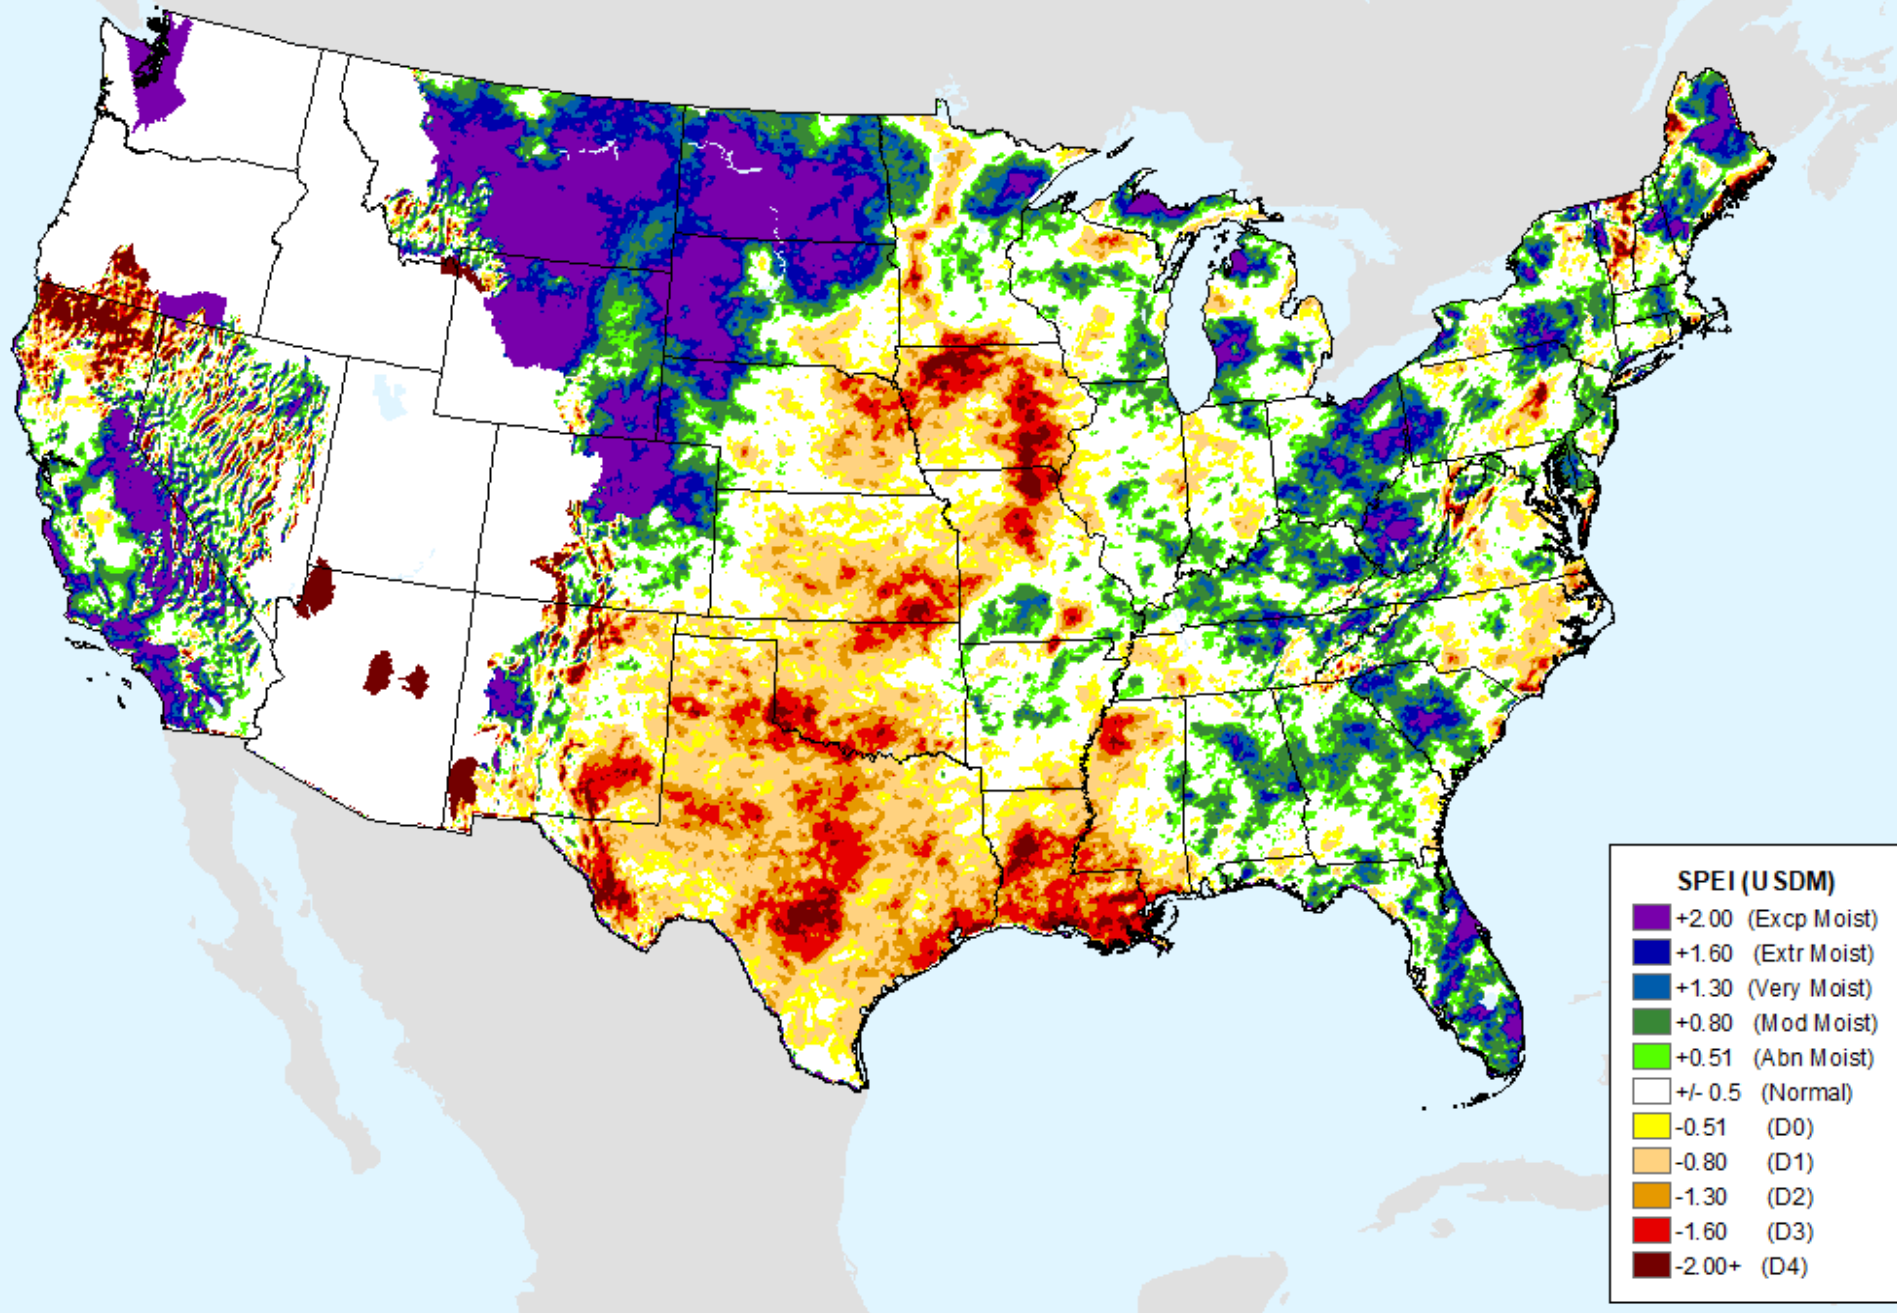 SPEI (USDM)
+2.00 (Excp Moist)
+1.60 (Extr Moist)
+1.30 (Very Moist)
+0.80 (Mod Moist)
+0.51 (Abn Moist)
+/- 0.5 (Normal)
-0.51 (D0)
-0.80 (D1)
-1.30 (D2)
-1.60 (D3)
-2.00+ (D4)